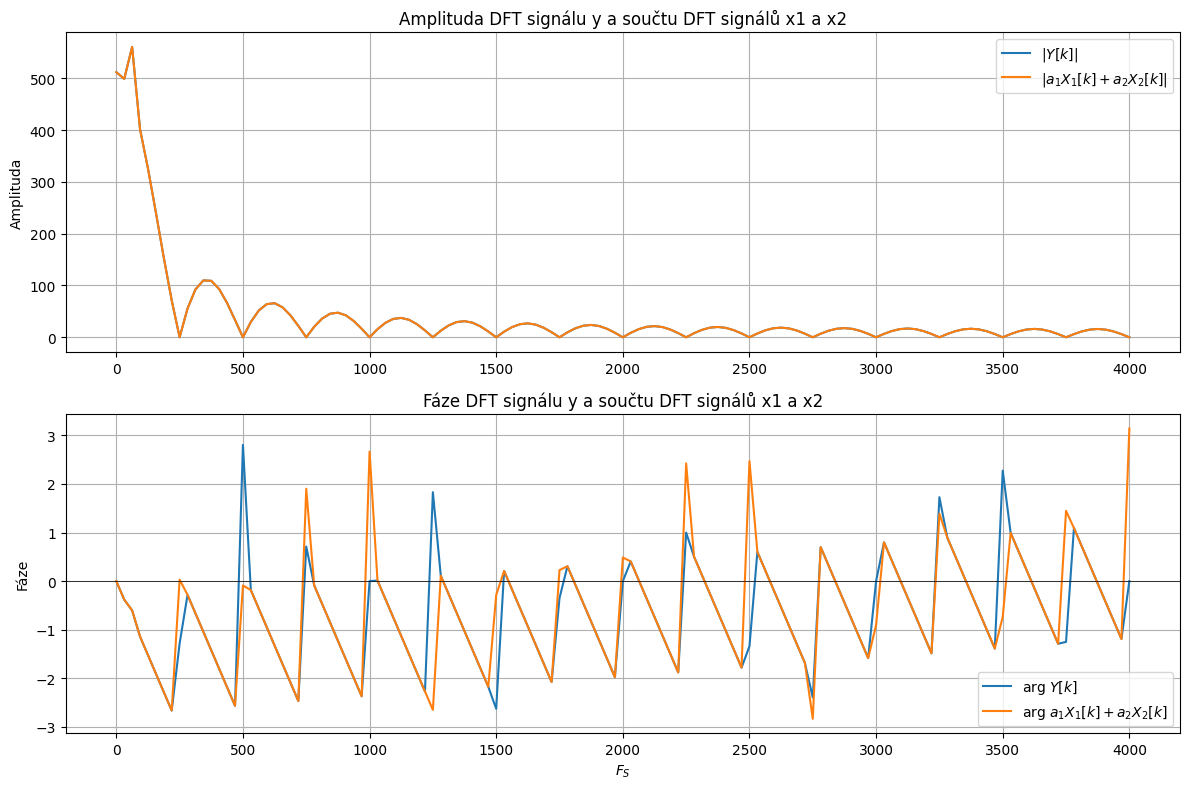 Amplituda DFT signálu y a součtu DFT signálů x1 a x2
|Y[k]|
|a₁X₁[k] + a₂X₂[k]|
Amplituda
500
400
300
200
100
0
0 500 1000 1500 2000 2500 3000 3500 4000
Fáze DFT signálu y a součtu DFT signálů x1 a x2
Fáze
3
2
1
0
−1
−2
−3
arg Y[k]
arg a₁X₁[k] + a₂X₂[k]
0 500 1000 1500 2000 2500 3000 3500 4000
F_S